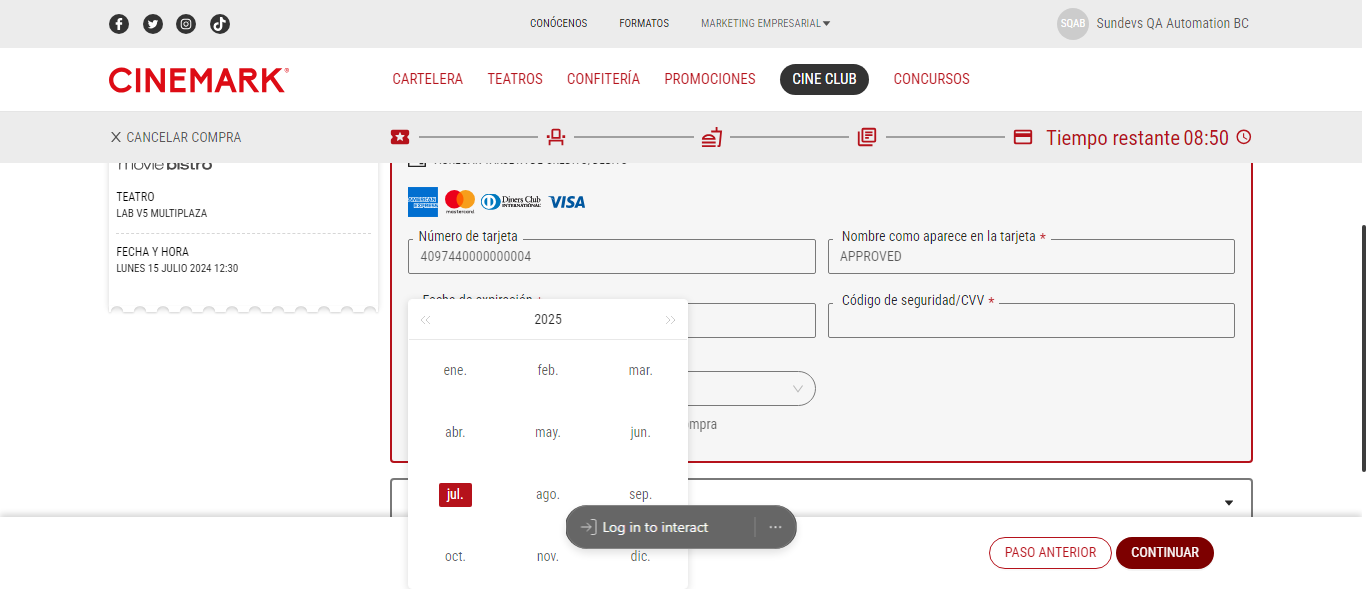 CONÓCENOS FORMATOS MARKETING EMPRESARIAL SQAB Sundevs QA Automation BC
CINEMARK CARTELERA TEATROS CONFITERÍA PROMOCIONES CINE CLUB CONCURSOS
CANCELAR COMPRA Tiempo restante 08:50
movie bistro
TEATRO
LAB V5 MULTIPLAZA
FECHA Y HORA
LUNES 15 JULIO 2024 12:30
AMERICAN EXPRESS mastercard Diners Club INTERNATIONAL VISA
Número de tarjeta
4097440000000004
Nombre como aparece en la tarjeta *
APPROVED
Fecha de expiración *
Código de seguridad/CVV *
2025
ene. feb. mar.
abr. may. jun.
jul. ago. sep.
oct. nov. dic.
Log in to interact
PASO ANTERIOR CONTINUAR